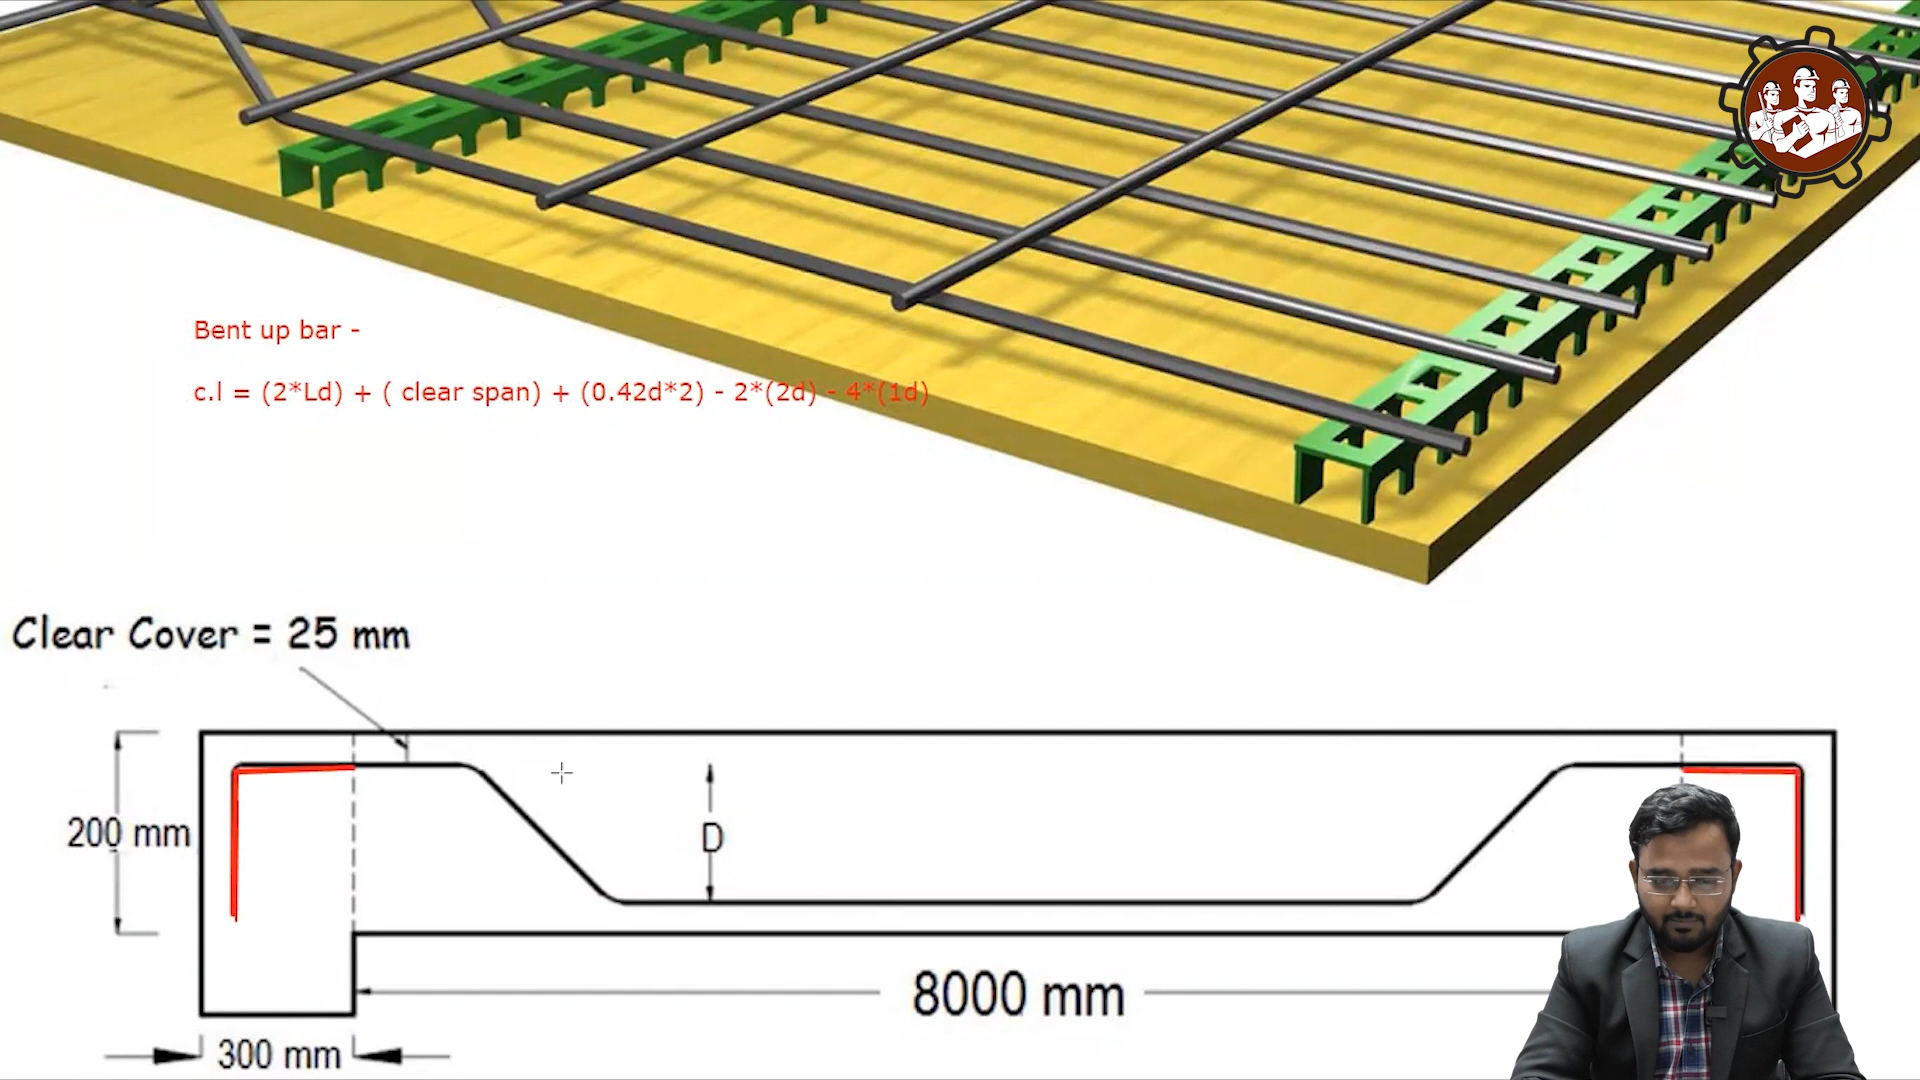 Bent up bar -
c.l = (2*Ld) + ( clear span) + (0.42d*2) - 2*(2d) - 4*(1d)
Clear Cover = 25 mm
200 mm
D
8000 mm
300 mm